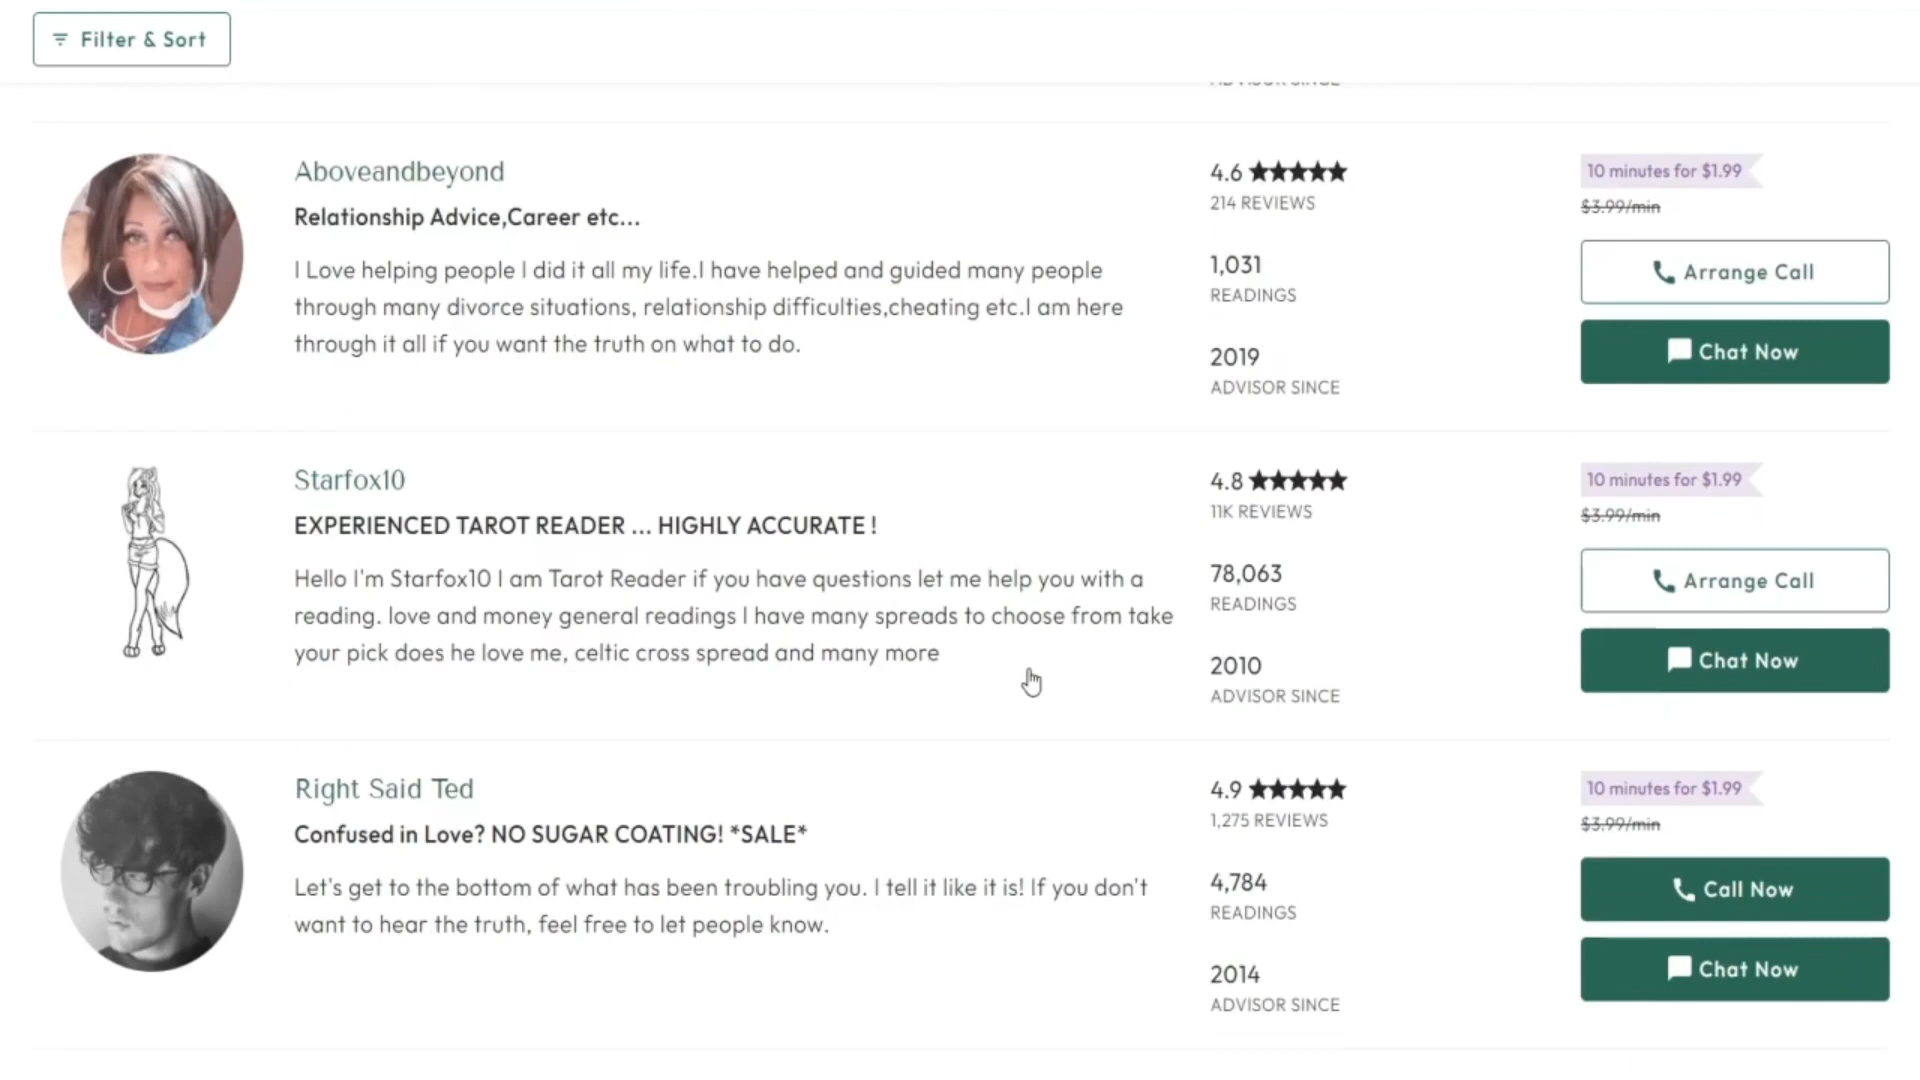 Filter & Sort
ADVISOR SINCE
Aboveandbeyond
Relationship Advice,Career etc...
I Love helping people I did it all my life.I have helped and guided many people
through many divorce situations, relationship difficulties,cheating etc.I am here
through it all if you want the truth on what to do.
4.6
214 REVIEWS
1,031
READINGS
2019
ADVISOR SINCE
10 minutes for $1.99
$3.99/min
Arrange Call
Chat Now
Starfox10
EXPERIENCED TAROT READER ... HIGHLY ACCURATE !
Hello I'm Starfox10 I am Tarot Reader if you have questions let me help you with a
reading. love and money general readings I have many spreads to choose from take
your pick does he love me, celtic cross spread and many more
4.8
11K REVIEWS
78,063
READINGS
2010
ADVISOR SINCE
10 minutes for $1.99
$3.99/min
Arrange Call
Chat Now
Right Said Ted
Confused in Love? NO SUGAR COATING! *SALE*
Let's get to the bottom of what has been troubling you. I tell it like it is! If you don't
want to hear the truth, feel free to let people know.
4.9
1,275 REVIEWS
4,784
READINGS
2014
ADVISOR SINCE
10 minutes for $1.99
$3.99/min
Call Now
Chat Now